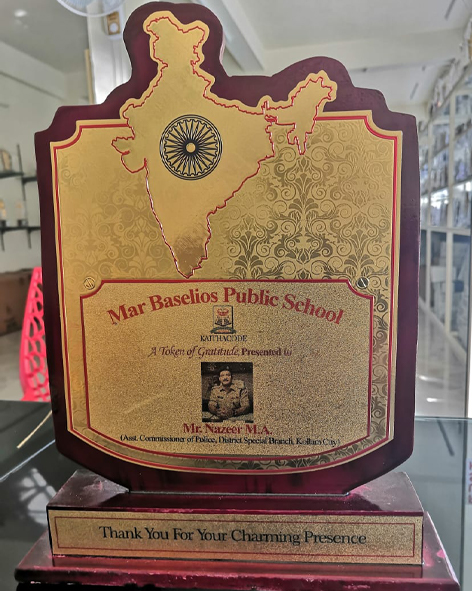 Mar Baselios Public School
KAITHACODE
A Token of Gratitude Presented to
Mr. Nazeer M.A.
(Asst. Commissioner of Police, District Special Branch, Kollam City)
Thank You For Your Charming Presence